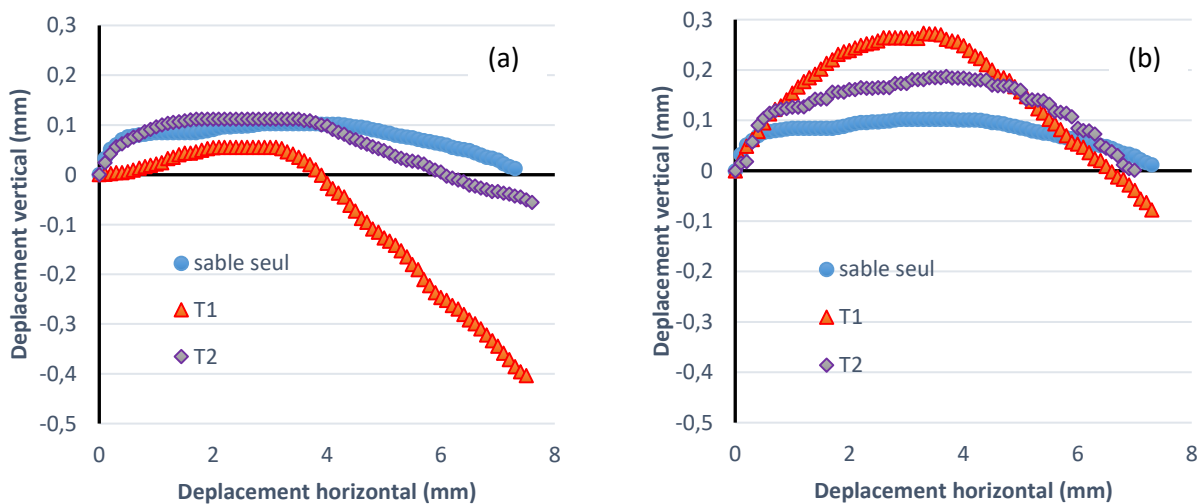 0,3
0,2
0,1
0
-0,1
-0,2
-0,3
-0,4
-0,5
Deplacement vertical (mm)
(a)
sable seul
T1
T2
0 2 4 6 8
Deplacement horizontal (mm)
0,3
0,2
0,1
0
-0,1
-0,2
-0,3
-0,4
-0,5
Deplacement vertical (mm)
(b)
sable seul
T1
T2
0 2 4 6 8
Deplacement horizontal (mm)